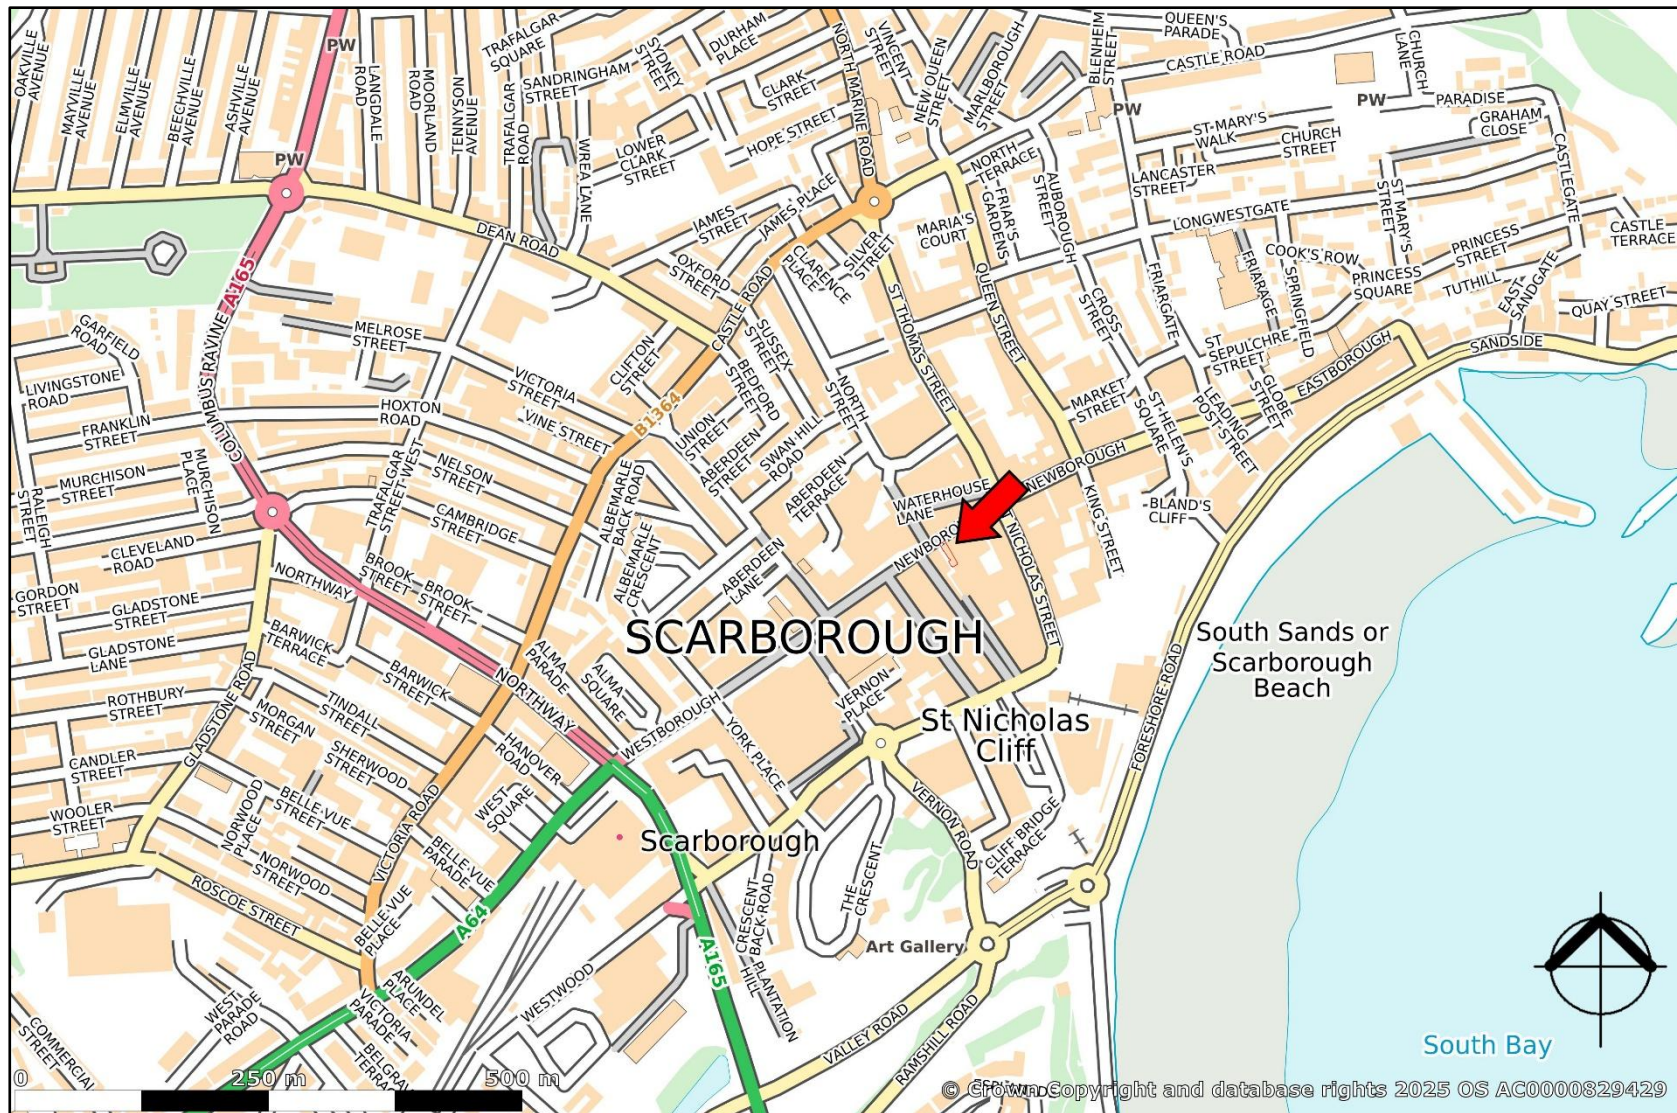 OAKVILLE
AVENUE
MAYVILLE
AVENUE
ELMVILLE
AVENUE
BEECHVILLE
AVENUE
ASHVILLE
AVENUE
PW
LANGDALE
ROAD
MOORLAND
ROAD
TENNYSON
AVENUE
TRAFALGAR
SQUARE
TRAFALGAR
ROAD
SANDRINGHAM
STREET
SYDNEY
STREET
DURHAM
PLACE
CLARK
STREET
HOPE STREET
LOWER
CLARK
STREET
WREA LANE
NORTH MARINE ROAD
VINCENT
STREET
NEW QUEEN
STREET
MARLBOROUGH
STREET
BLENHEIM
STREET
QUEEN'S
PARADE
CASTLE ROAD
CHURCH
LANE
PW
PW
PARADISE
GRAHAM
CLOSE
ST MARY'S
WALK
CHURCH
STREET
LANCASTER
STREET
CASTLEGATE
ST MARY'S
STREET
LONGWESTGATE
CASTLE
TERRACE
PRINCESS
STREET
COOK'S ROW
PRINCESS
SQUARE
TUTHILL
EAST
SANDGATE
QUAY STREET
SANDSIDE
FRIARAGE
SPRINGFIELD
FRIARGATE
ST
SEPULCHRE
STREET
GLOBE
STREET
EASTBOROUGH
LEADING
POST STREET
NORTH
TERRACE
AUBOROUGH
STREET
FRIAR'S
GARDENS
MARIA'S
COURT
QUEEN STREET
CROSS
STREET
MARKET
STREET
ST HELEN'S
SQUARE
BLAND'S
CLIFF
KING STREET
NEWBOROUGH
WATERHOUSE
LANE
ST THOMAS STREET
SILVER
STREET
CLARENCE
PLACE
JAMES PLACE
JAMES
STREET
OXFORD
STREET
CASTLE ROAD
DEAN ROAD
PW
A165
COLUMBUS RAVINE
GARFIELD
ROAD
LIVINGSTONE
ROAD
FRANKLIN
STREET
MURCHISON
STREET
MURCHISON
PLACE
RALEIGH
STREET
CLEVELAND
ROAD
GORDON
STREET
GLADSTONE
STREET
GLADSTONE
LANE
ROTHBURY
STREET
CANDLER
STREET
WOOLER
STREET
GLADSTONE ROAD
MELROSE
STREET
VICTORIA
STREET
CLIFTON
STREET
HOXTON
ROAD
VINE STREET
B1364
NELSON
STREET
TRAFALGAR
STREET WEST
CAMBRIDGE
STREET
BROOK
STREET
BROOK
STREET
NORTHWAY
BARWICK
TERRACE
BARWICK
STREET
TINDALL
STREET
MORGAN
STREET
SHERWOOD
STREET
BELLE-VUE
STREET
NORWOOD
PLACE
NORWOOD
STREET
ROSCOE STREET
VICTORIA ROAD
BELLE VUE
PLACE
BELLE-VUE
PARADE
HANOVER
ROAD
WEST
SQUARE
NORTHWAY
ALMA
PARADE
ALMA
SQUARE
SUSSEX
STREET
BEDFORD
STREET
UNION
STREET
ABERDEEN
STREET
SWAN HILL
ROAD
ABERDEEN
TERRACE
NORTH
STREET
ALBEMARLE
BACK ROAD
ALBEMARLE
CRESCENT
ABERDEEN
LANE
NEWBORO
ST NICHOLAS STREET
SCARBOROUGH
WESTBOROUGH
YORK PLACE
VERNON
PLACE
St Nicholas
Cliff
Scarborough
VERNON ROAD
CLIFF BRIDGE
TERRACE
THE
CRESCENT
CRESCENT
BACK ROAD
PLANTATION
HILL
Art Gallery
FORESHORE ROAD
South Sands or
Scarborough
Beach
South Bay
VALLEY ROAD
RAMSHILL ROAD
WESTWOOD
A64
A165
ARUNDEL
PLACE
VICTORIA
PARADE
WEST
PARADE
ROAD
COMMERCIAL
STREET
0
250 m
500 m
© Crown Copyright and database rights 2025 OS AC0000829429